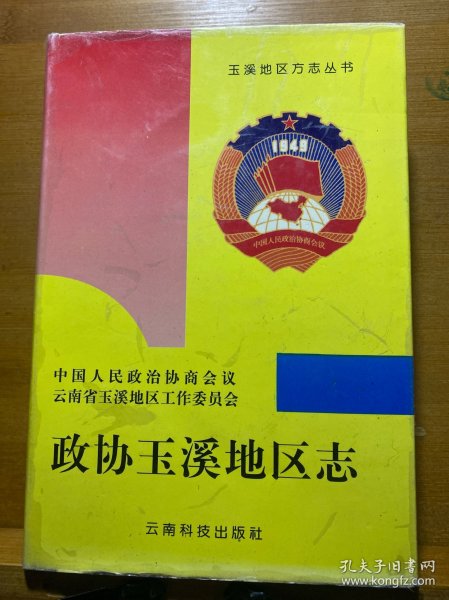 玉溪地区方志丛书
1949
中国人民政治协商会议
中国人民政治协商会议
云南省玉溪地区工作委员会
政协玉溪地区志
云南科技出版社
孔夫子旧书网
www.kongfz.com